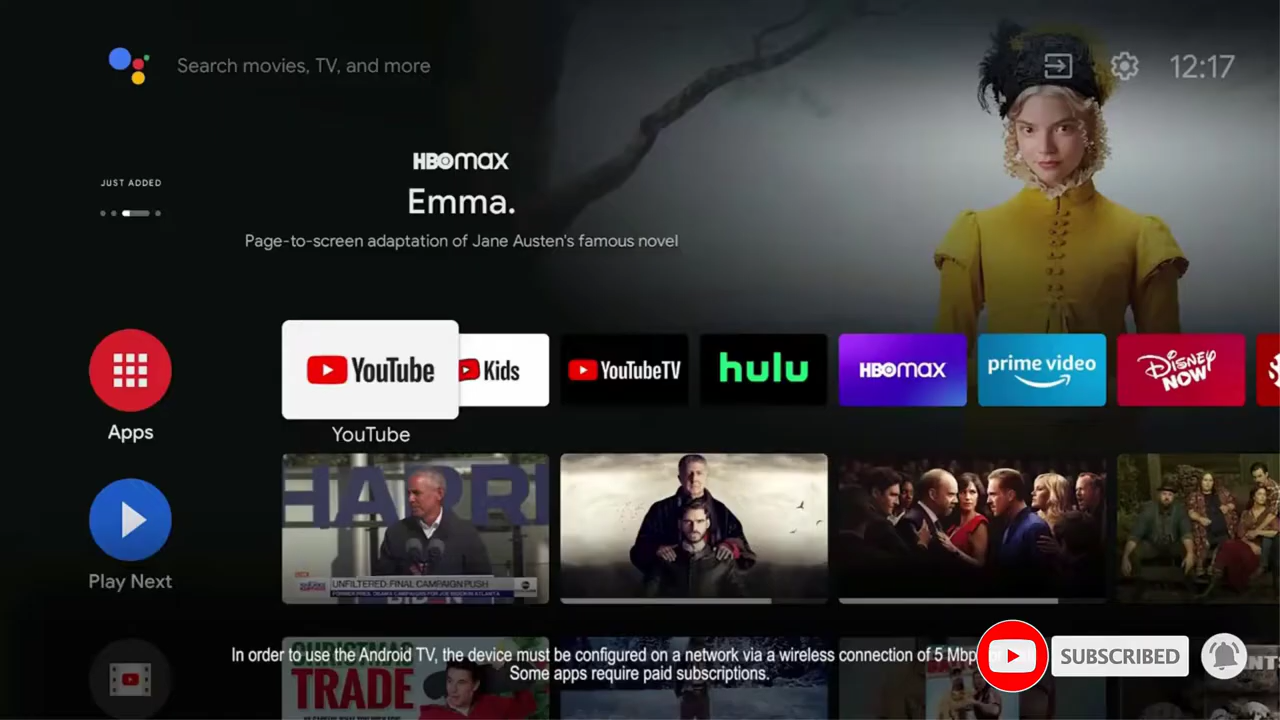 Search movies, TV, and more
12:17
JUST ADDED
HBOmax
Emma.
Page-to-screen adaptation of Jane Austen's famous novel
Apps
YouTube
Kids
YouTubeTV
hulu
HBOmax
prime video
Disney NOW
YouTube
HARR
UNFILTERED: FINAL CAMPAIGN PUSH
abc
Play Next
CHRISTMAS
TRADE
In order to use the Android TV, the device must be configured on a network via a wireless connection of 5 Mbp
Some apps require paid subscriptions.
SUBSCRIBED